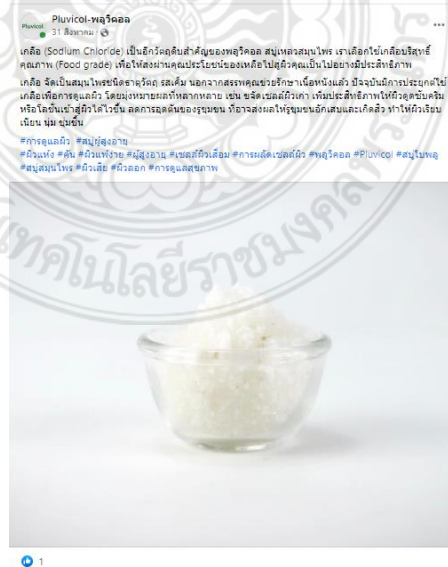 Pluvicol-พลูวิคอล
Pluvicol
31 สิงหาคม ·
เกลือ (Sodium Chloride) เป็นอีกวัตถุดิบสำคัญของพลูวิคอล สบู่เหลวสมุนไพร เราเลือกใช้เกลือบริสุทธิ์
คุณภาพ (Food grade) เพื่อให้ส่งผ่านคุณประโยชน์ของเหลือไปสู่ผิวคุณเป็นไปอย่างมีประสิทธิภาพ
เกลือ จัดเป็นสมุนไพรชนิดธาตุวัตถุ รสเค็ม นอกจากสรรพคุณช่วยรักษาเนื้อหนังแล้ว ปัจจุบันมีการประยุกต์ใช้
เกลือเพื่อการดูแลผิว โดยมุ่งหมายผลที่หลากหลาย เช่น ขจัดเซลล์ผิวเก่า เพิ่มประสิทธิภาพให้ผิวดูดซับครีม
หรือโลชั่นเข้าสู่ผิวได้ไวขึ้น ลดการอุดตันของรูขุมขน ที่อาจส่งผลให้รูขุมขนอักเสบและเกิดสิว ทำให้ผิวเรียบ
เนียน นุ่ม ชุ่มชื้น
#การดูแลผิว #สบู่ผู้สูงอายุ
#ผิวแห้ง #คัน #ผิวแพ้ง่าย #ผู้สูงอายุ #เซลล์ผิวเสื่อม #การผลัดเซลล์ผิว #พลูวิคอล #Pluvicol #สบู่ใบพลู
#สบู่สมุนไพร #ผิวเสีย #ผิวลอก #การดูแลสุขภาพ
1